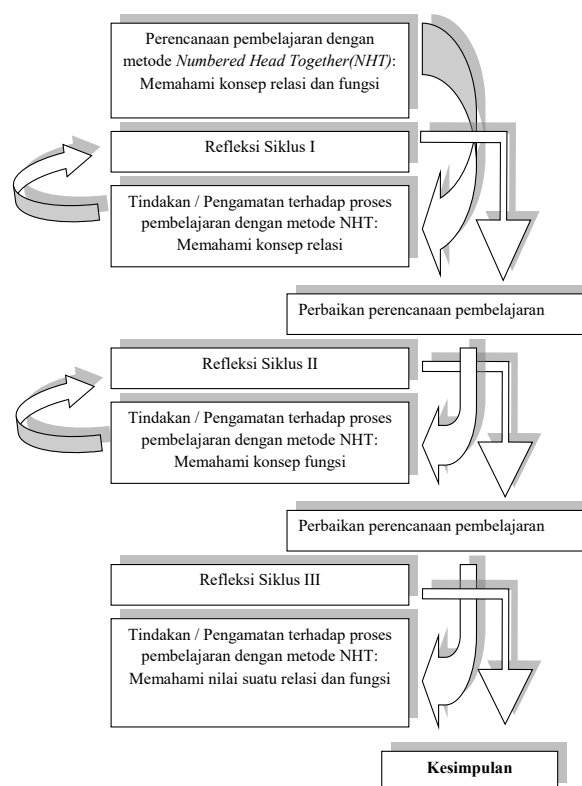 Perencanaan pembelajaran dengan
metode Numbered Head Together(NHT):
Memahami konsep relasi dan fungsi
Refleksi Siklus I
Tindakan / Pengamatan terhadap proses
pembelajaran dengan metode NHT:
Memahami konsep relasi
Perbaikan perencanaan pembelajaran
Refleksi Siklus II
Tindakan / Pengamatan terhadap proses
pembelajaran dengan metode NHT:
Memahami konsep fungsi
Perbaikan perencanaan pembelajaran
Refleksi Siklus III
Tindakan / Pengamatan terhadap proses
pembelajaran dengan metode NHT:
Memahami nilai suatu relasi dan fungsi
Kesimpulan